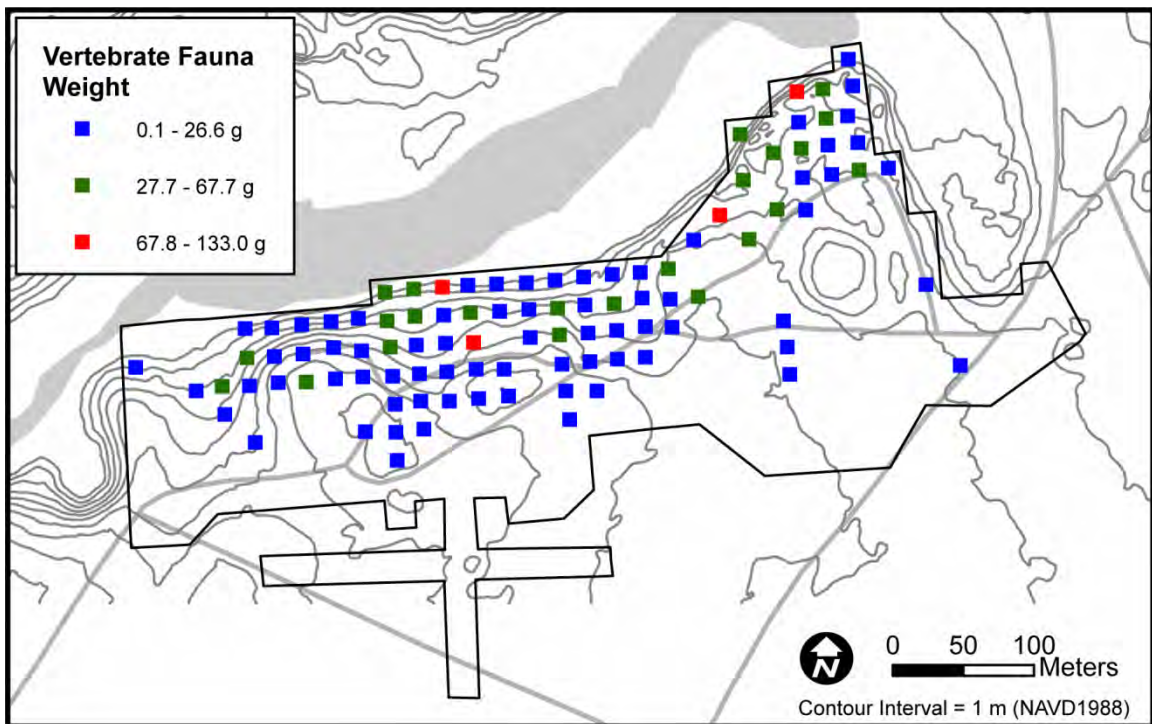 Vertebrate Fauna
Weight
0.1 - 26.6 g
27.7 - 67.7 g
67.8 - 133.0 g
N
0 50 100
Meters
Contour Interval = 1 m (NAVD1988)